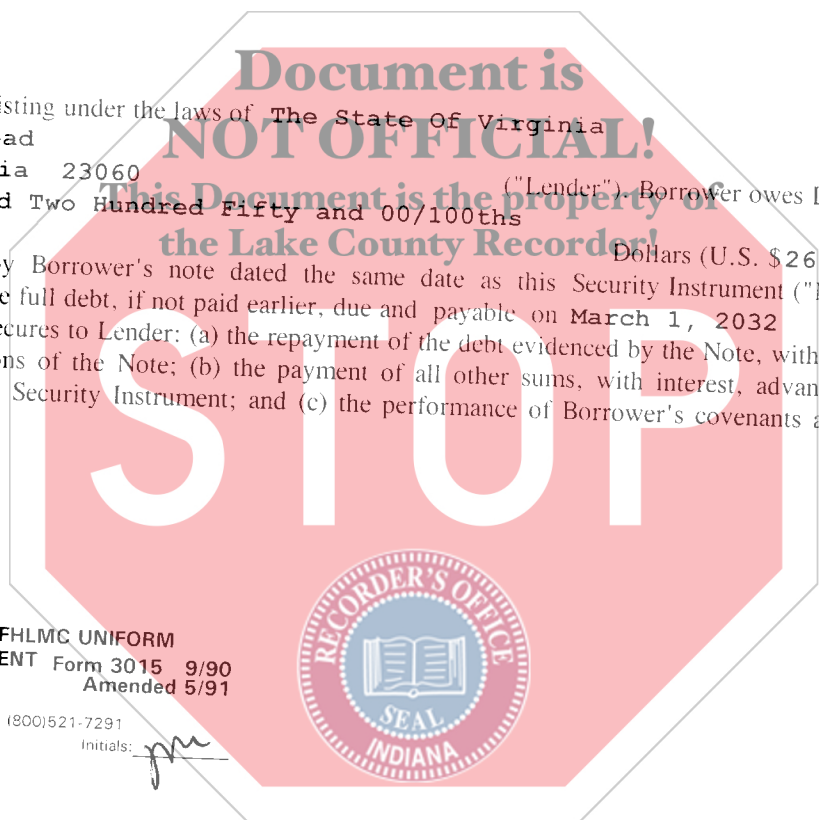 Document is
isting under the laws of The State Of Virginia
ad
NOT OFFICIAL!
ia 23060
("Lender"). Borrower owes L
This Document is the property of
d Two Hundred Fifty and 00/100ths
the Lake County Recorder!
Dollars (U.S. $26
y Borrower's note dated the same date as this Security Instrument ("
e full debt, if not paid earlier, due and payable on March 1, 2032
ecures to Lender: (a) the repayment of the debt evidenced by the Note, with
ons of the Note; (b) the payment of all other sums, with interest, advan
Security Instrument; and (c) the performance of Borrower's covenants a
STOP
RECORDER'S OFFICE
SEAL
INDIANA
FHLMC UNIFORM
ENT Form 3015 9/90
Amended 5/91
(800)521-7291
Initials: